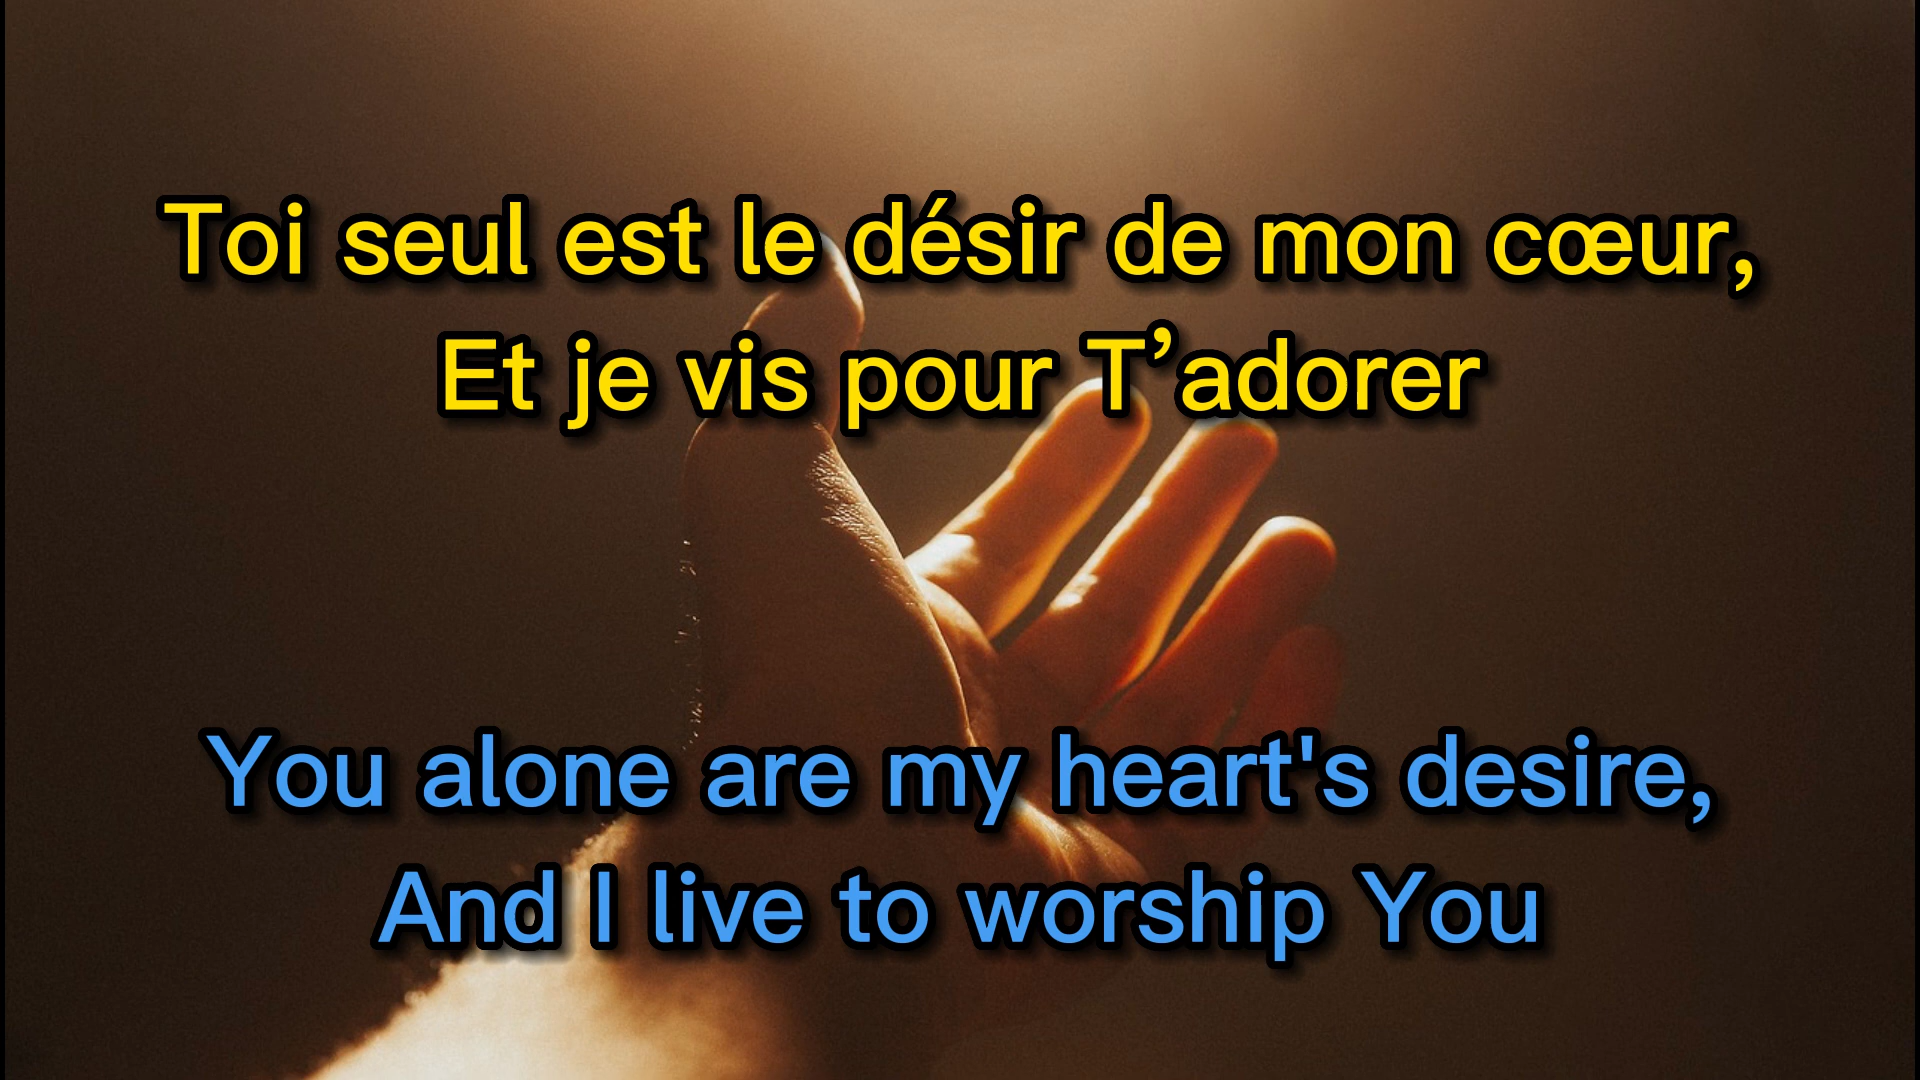 Toi seul est le désir de mon cœur,
Et je vis pour T’adorer
You alone are my heart's desire,
And I live to worship You